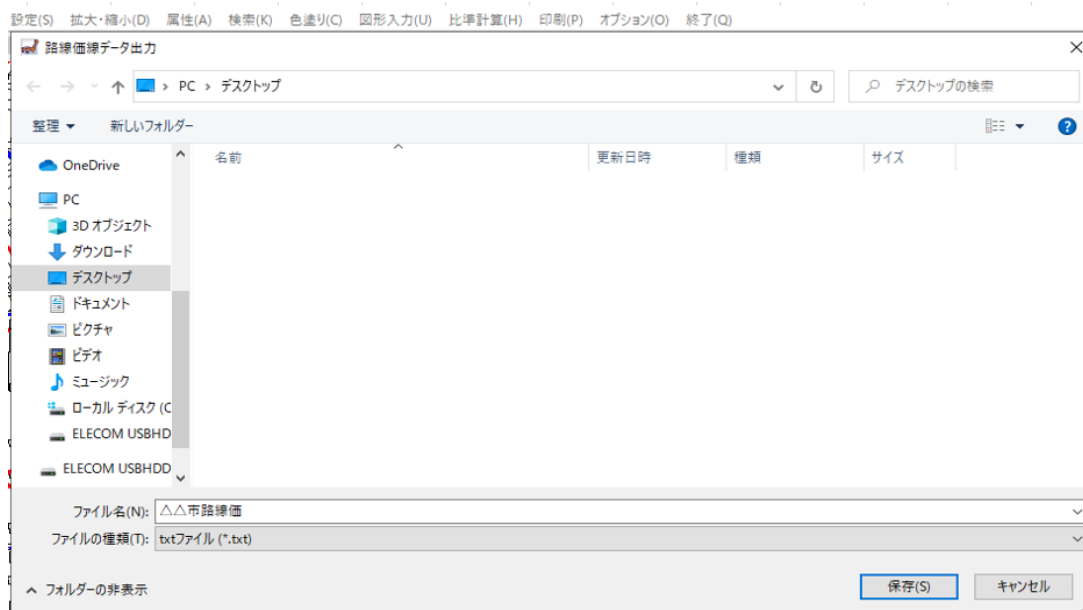 設定(S) 拡大・縮小(D) 属性(A) 検索(K) 色塗り(C) 図形入力(U) 比準計算(H) 印刷(P) オプション(O) 終了(Q)
路線価線データ出力
PC › デスクトップ
デスクトップの検索
整理 新しいフォルダー
名前 更新日時 種類 サイズ
OneDrive
PC
3D オブジェクト
ダウンロード
デスクトップ
ドキュメント
ピクチャ
ビデオ
ミュージック
ローカル ディスク (C
ELECOM USBHD
ELECOM USBHDD
ファイル名(N): △△市路線価
ファイルの種類(T): txtファイル (*.txt)
フォルダーの非表示 保存(S) キャンセル